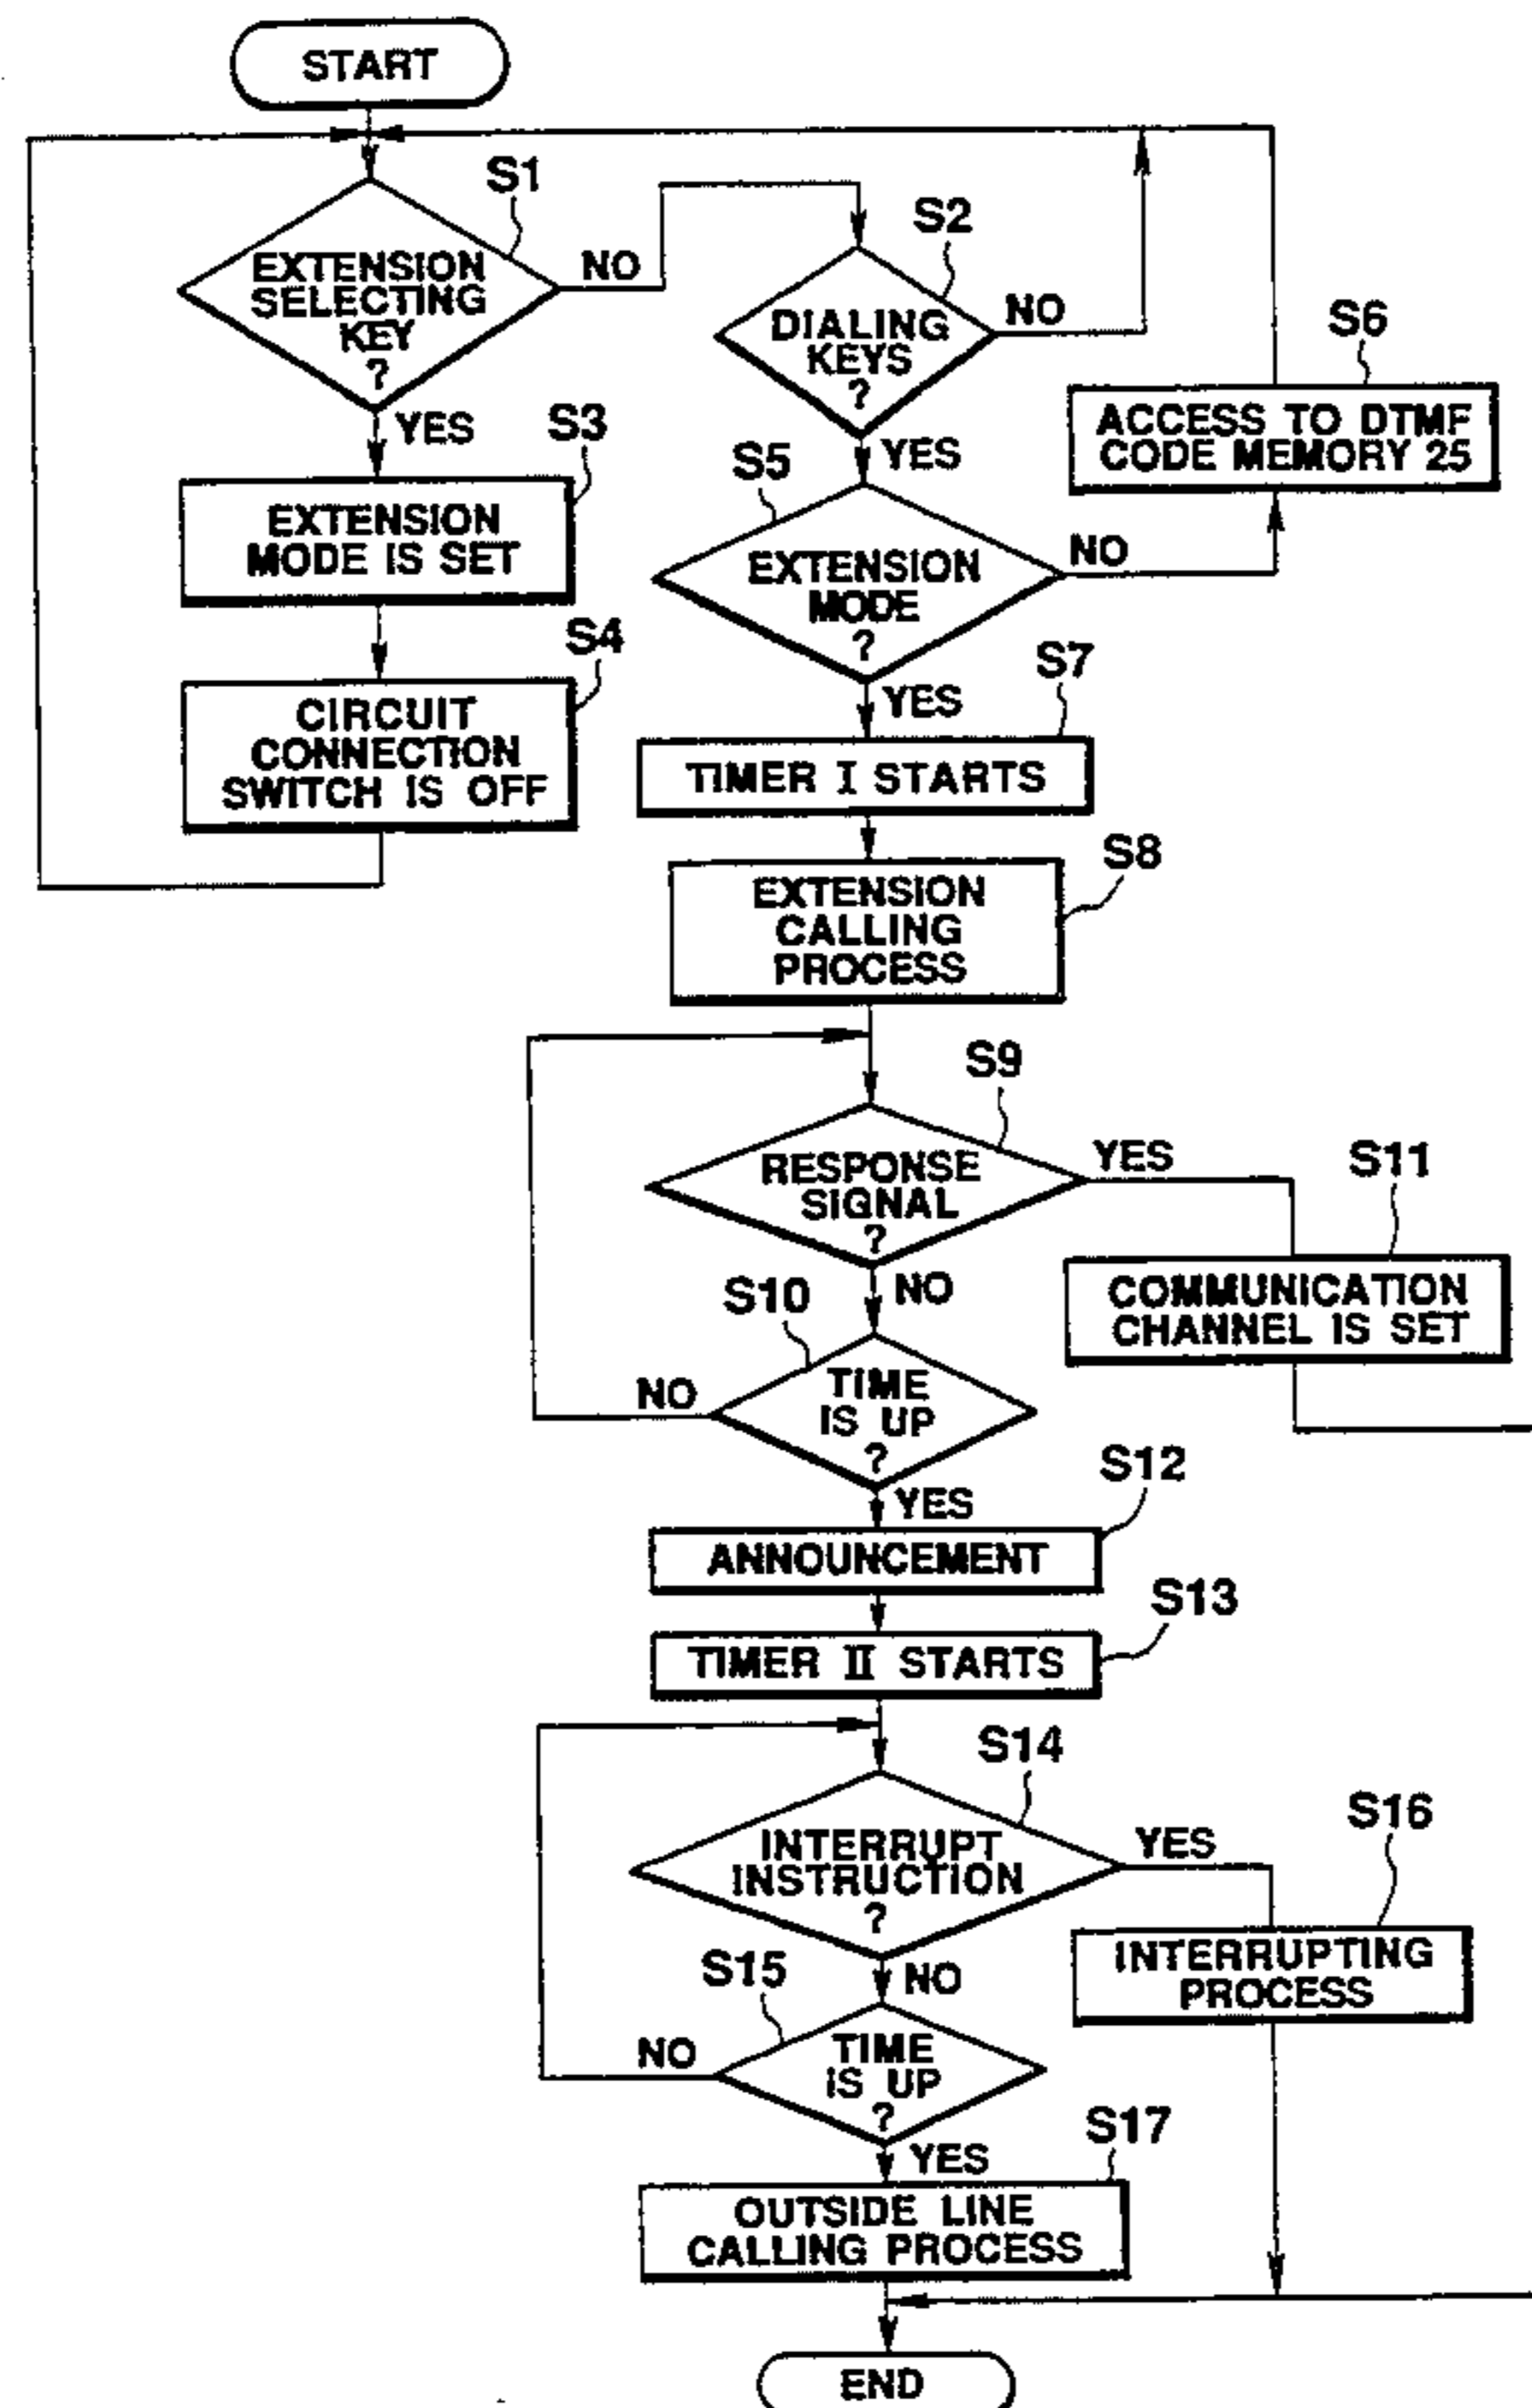 START
S1
EXTENSION
SELECTING
KEY
?
NO
YES
S2
DIALING
KEYS
?
NO
YES
S3
EXTENSION
MODE IS SET
S4
CIRCUIT
CONNECTION
SWITCH IS OFF
S5
EXTENSION
MODE
?
NO
YES
S6
ACCESS TO DTMF
CODE MEMORY 25
S7
TIMER I STARTS
S8
EXTENSION
CALLING
PROCESS
S9
RESPONSE
SIGNAL
?
YES
NO
S11
COMMUNICATION
CHANNEL IS SET
S10
TIME
IS UP
?
NO
YES
S12
ANNOUNCEMENT
S13
TIMER II STARTS
S14
INTERRUPT
INSTRUCTION
?
YES
NO
S16
INTERRUPTING
PROCESS
S15
TIME
IS UP
?
NO
YES
S17
OUTSIDE LINE
CALLING PROCESS
END